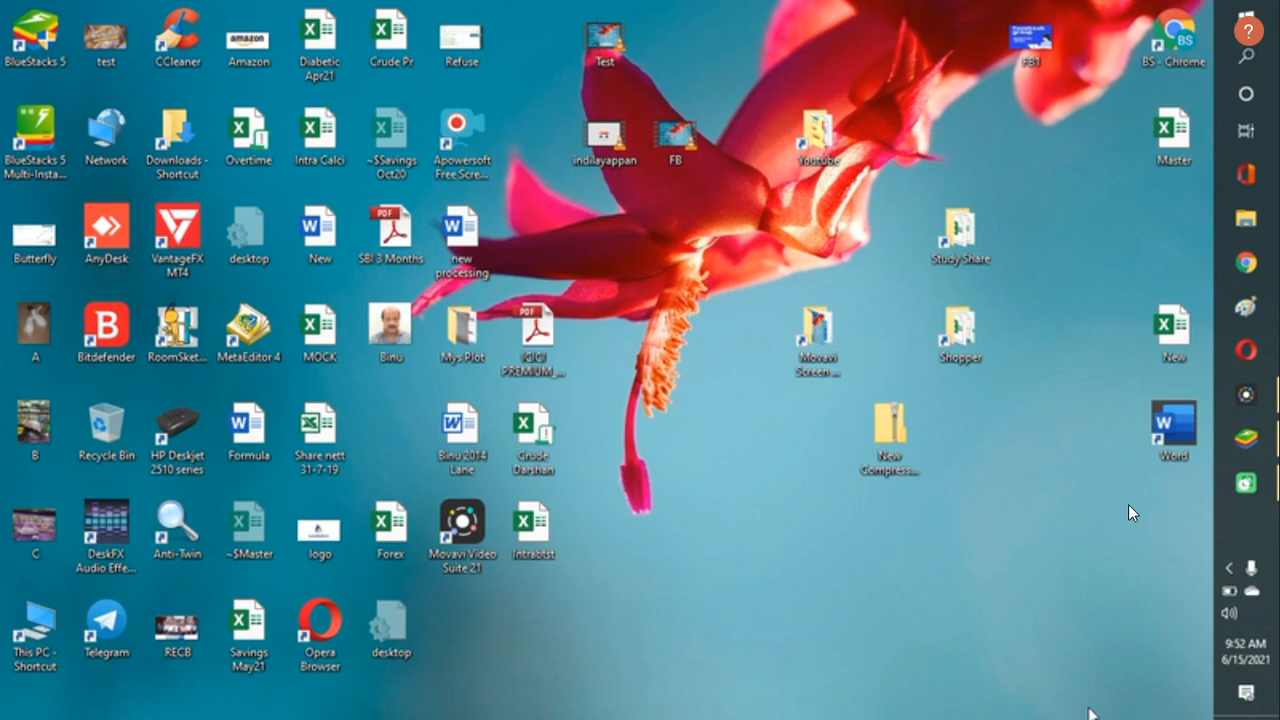 BlueStacks 5
test
CCleaner
amazon
Amazon
Diabetic
Apr21
Crude Pr
Refuse
Test
FB1
BS
BS - Chrome
?
BlueStacks 5
Multi-Insta...
Network
Downloads -
Shortcut
Overtime
Intra Calci
~$Savings
Oct20
Apowersoft
Free Scre...
indilayappan
FB
Youtube
Master
Butterfly
AnyDesk
VantageFX
MT4
desktop
New
PDF
SBI 3 Months
new
processing
Study Share
A
Bitdefender
RoomSket...
MetaEditor 4
MOCK
Binu
Mys Plot
PDF
ICICI
PREMIUM_...
Movavi
Screen ...
Shopper
New
B
Recycle Bin
HP Deskjet
2510 series
Formula
Share nett
31-7-19
Binu 2014
Lane
Crude
Darshan
New
Compress...
Word
C
DeskFX
Audio Effe...
Anti-Twin
~$Master
logo
Forex
Movavi Video
Suite 21
Intrabtst
This PC -
Shortcut
Telegram
RECB
Savings
May21
Opera
Browser
desktop
9:52 AM
6/15/2021